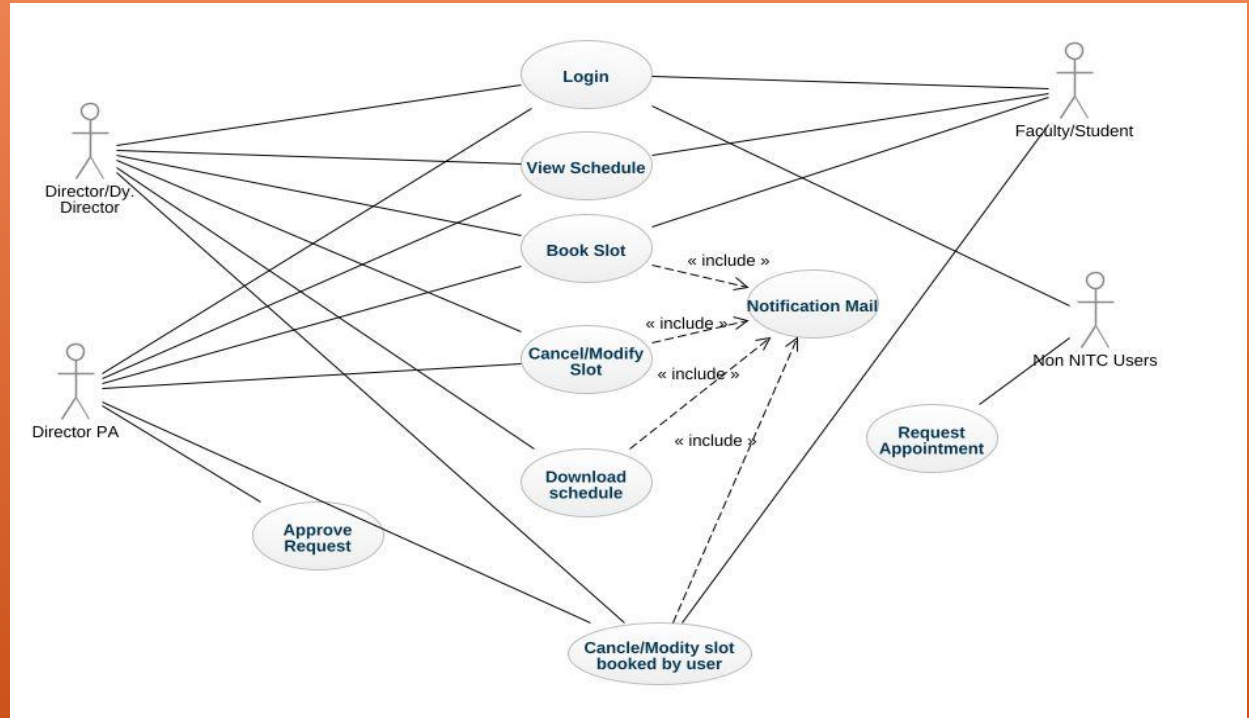 Login
Faculty/Student
View Schedule
Director/Dy.
Director
Book Slot
« include »
Notification Mail
« include »
Cancel/Modify
Slot
« include »
Non NITC Users
Director PA
Request
Appointment
« include »
Download
schedule
Approve
Request
Cancle/Modity slot
booked by user